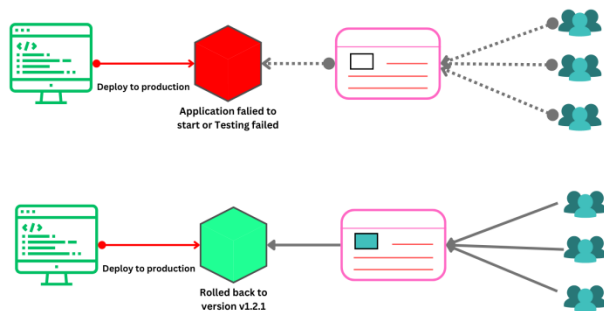 </>
Deploy to production
Application falied to
start or Testing failed
</>
Deploy to production
Rolled back to
version v1.2.1